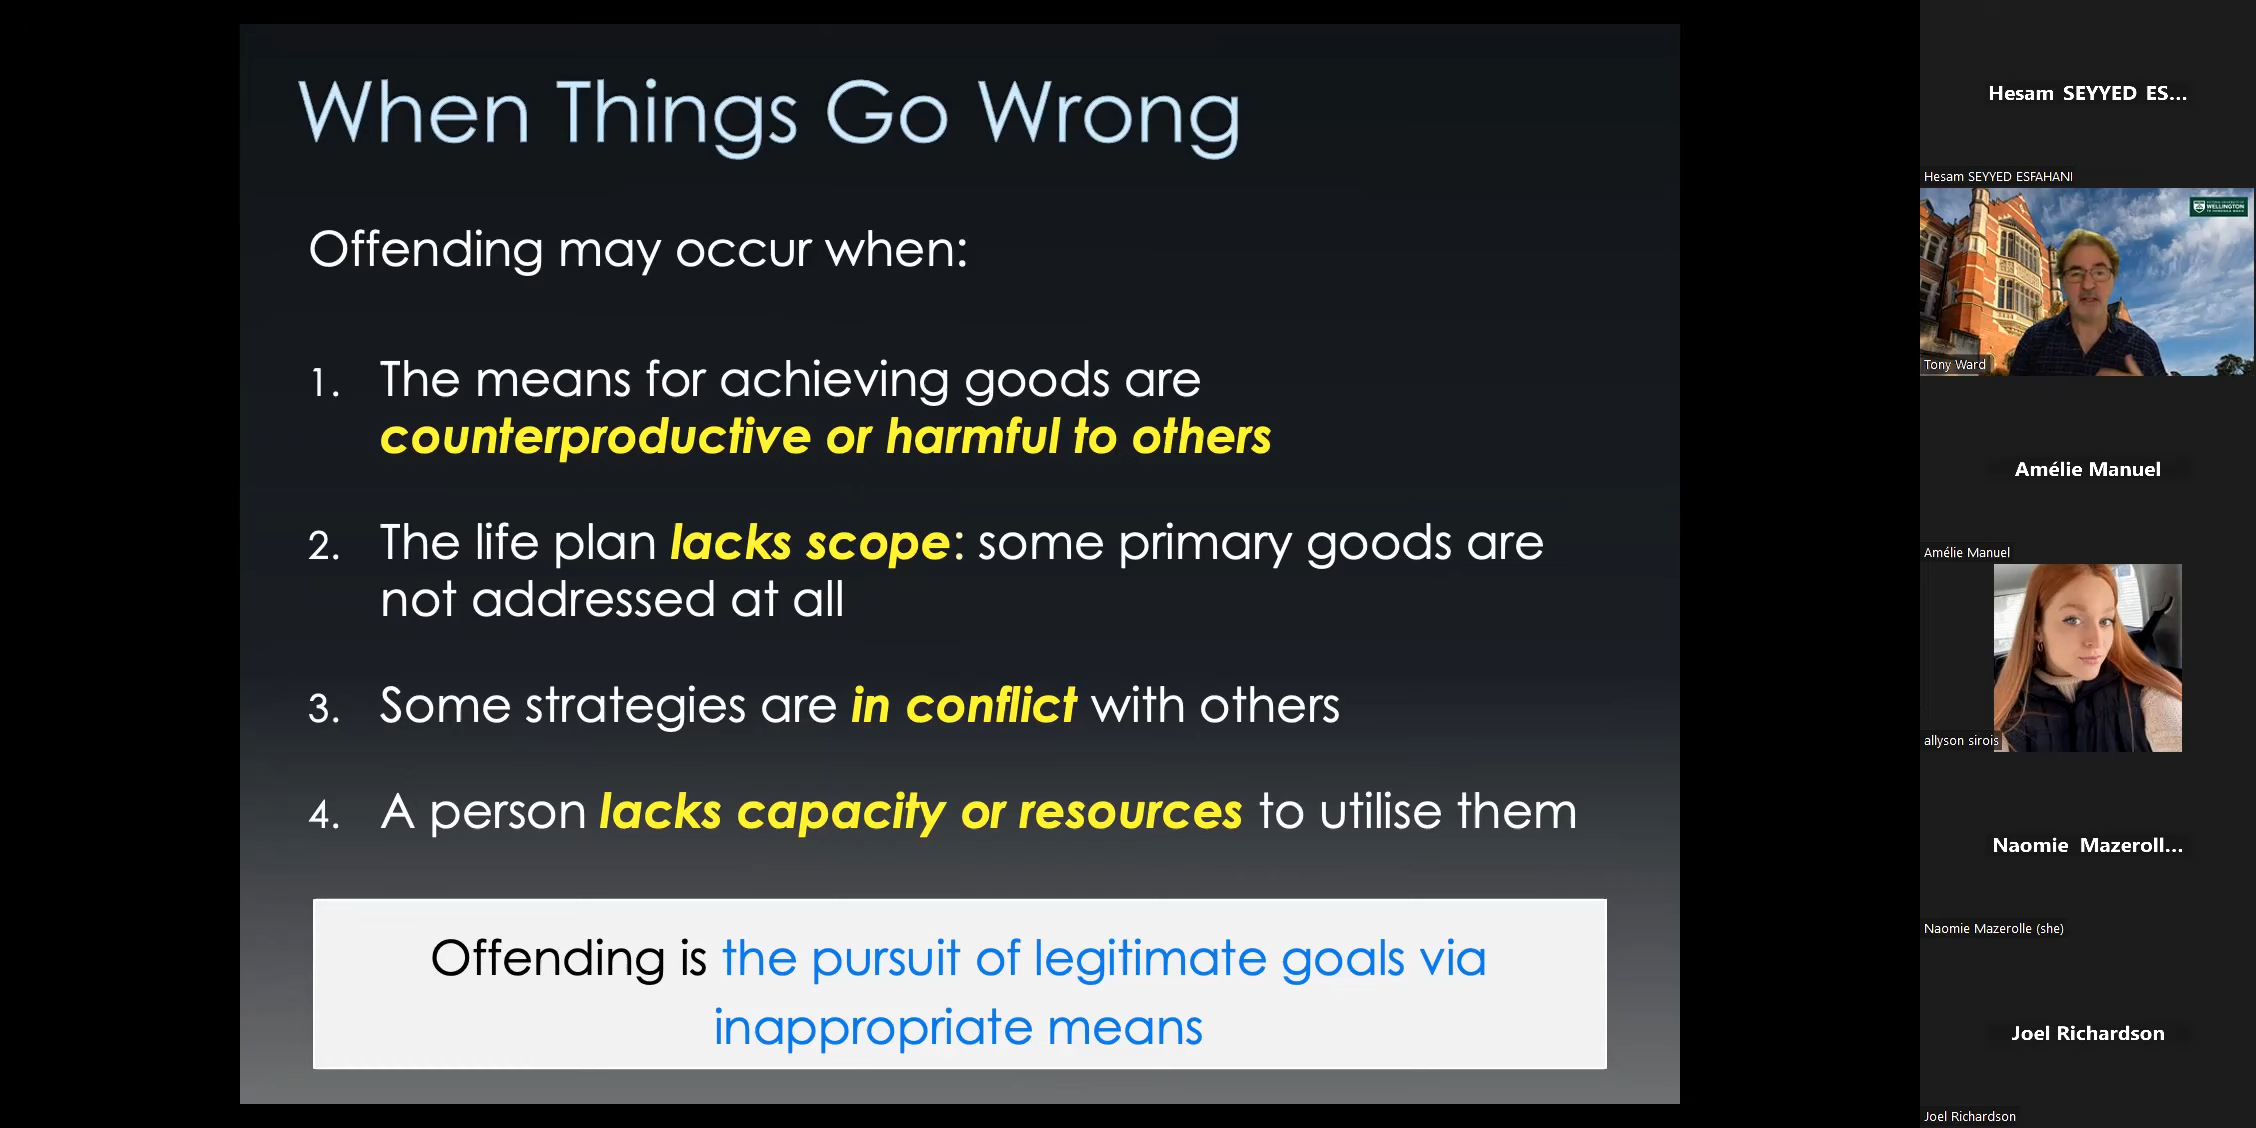 When Things Go Wrong
Offending may occur when:
1. The means for achieving goods are
counterproductive or harmful to others
2. The life plan lacks scope: some primary goods are
not addressed at all
3. Some strategies are in conflict with others
4. A person lacks capacity or resources to utilise them
Offending is the pursuit of legitimate goals via
inappropriate means
Hesam SEYYED ES...
Hesam SEYYED ESFAHANI
WELLINGTON
Tony Ward
Amélie Manuel
Amélie Manuel
allyson sirois
Naomie Mazeroll...
Naomie Mazerolle (she)
Joel Richardson
Joel Richardson